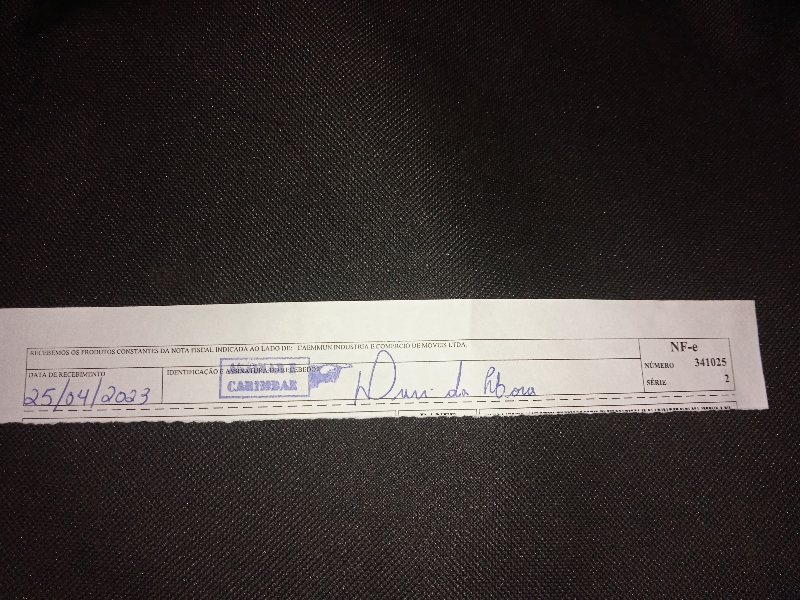 RECEBEMOS OS PRODUTOS CONSTANTES DA NOTA FISCAL INDICADA AO LADO DE: CAEMMUN INDUSTRIA E COMERCIO DE MOVEIS LTDA.
NF-e
NÚMERO 341025
SÉRIE 2
DATA DE RECEBIMENTO
25/04/2023
IDENTIFICAÇÃO E ASSINATURA DO RECEBEDOR
CARIMBAR
da